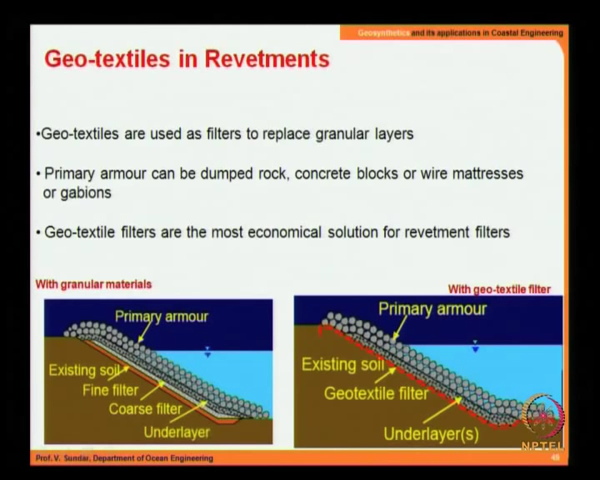 Geosynthetics and its applications in Coastal Engineering
Geo-textiles in Revetments
•Geo-textiles are used as filters to replace granular layers
• Primary armour can be dumped rock, concrete blocks or wire mattresses
or gabions
• Geo-textile filters are the most economical solution for revetment filters
With granular materials
Primary armour
Existing soil
Fine filter
Coarse filter
Underlayer
With geo-textile filter
Primary armour
Existing soil
Geotextile filter
Underlayer(s)
NPTEL
Prof. V. Sundar, Department of Ocean Engineering